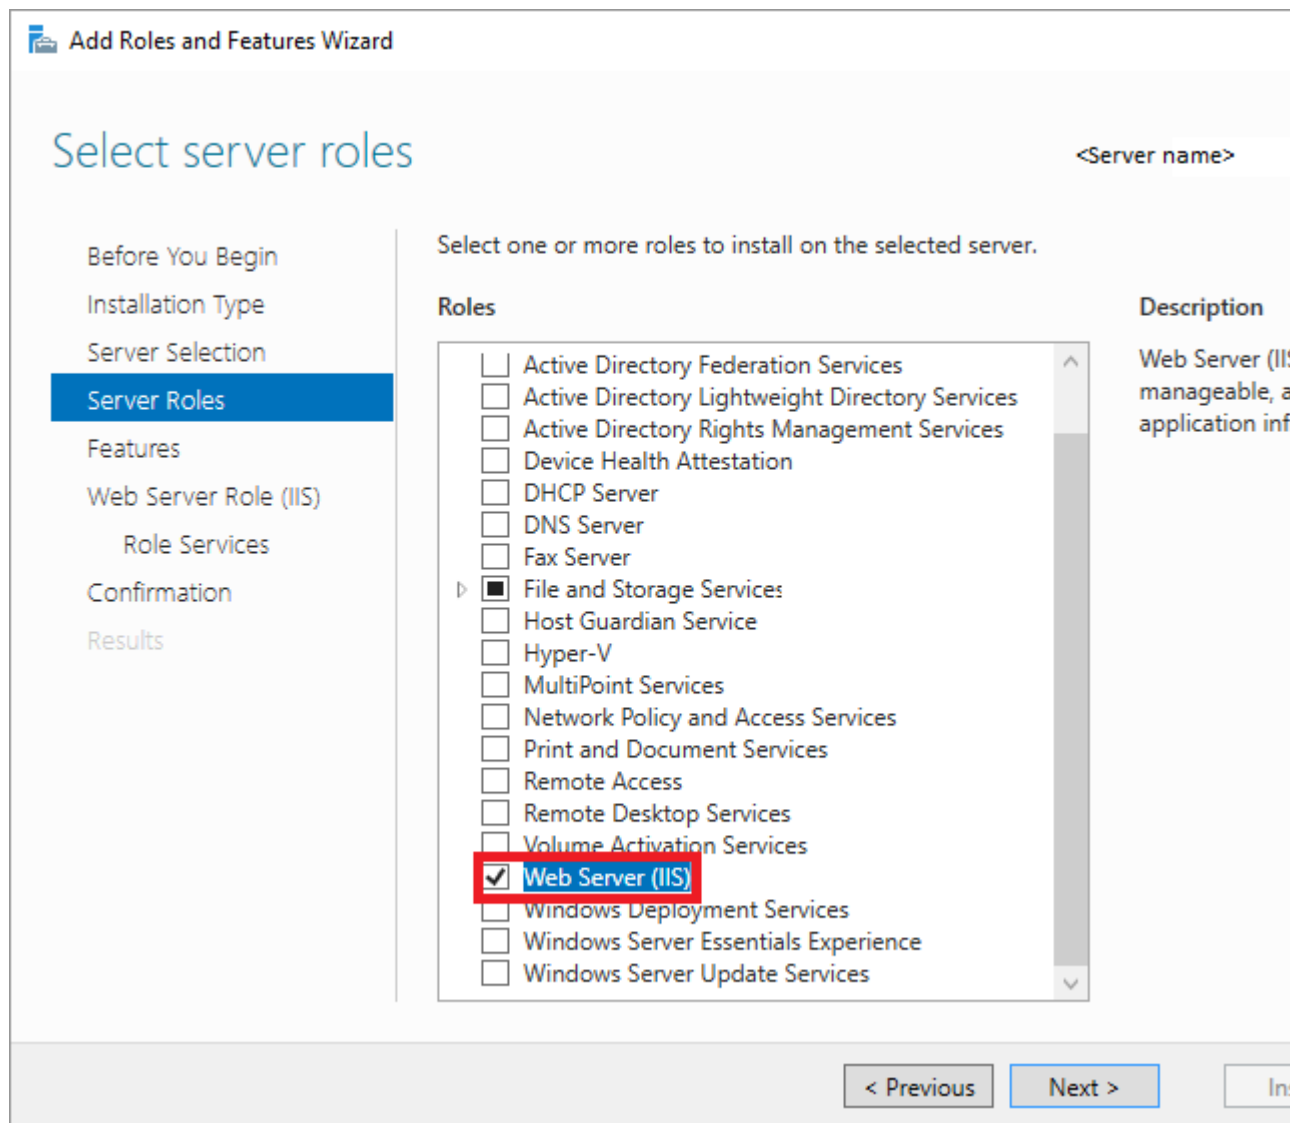 Add Roles and Features Wizard
Select server roles
<Server name>
Before You Begin
Installation Type
Server Selection
Server Roles
Features
Web Server Role (IIS)
Role Services
Confirmation
Results
Select one or more roles to install on the selected server.
Roles
Active Directory Federation Services
Active Directory Lightweight Directory Services
Active Directory Rights Management Services
Device Health Attestation
DHCP Server
DNS Server
Fax Server
File and Storage Services
Host Guardian Service
Hyper-V
MultiPoint Services
Network Policy and Access Services
Print and Document Services
Remote Access
Remote Desktop Services
Volume Activation Services
Web Server (IIS)
Windows Deployment Services
Windows Server Essentials Experience
Windows Server Update Services
Description
Web Server
manageable,
application
< Previous
Next >